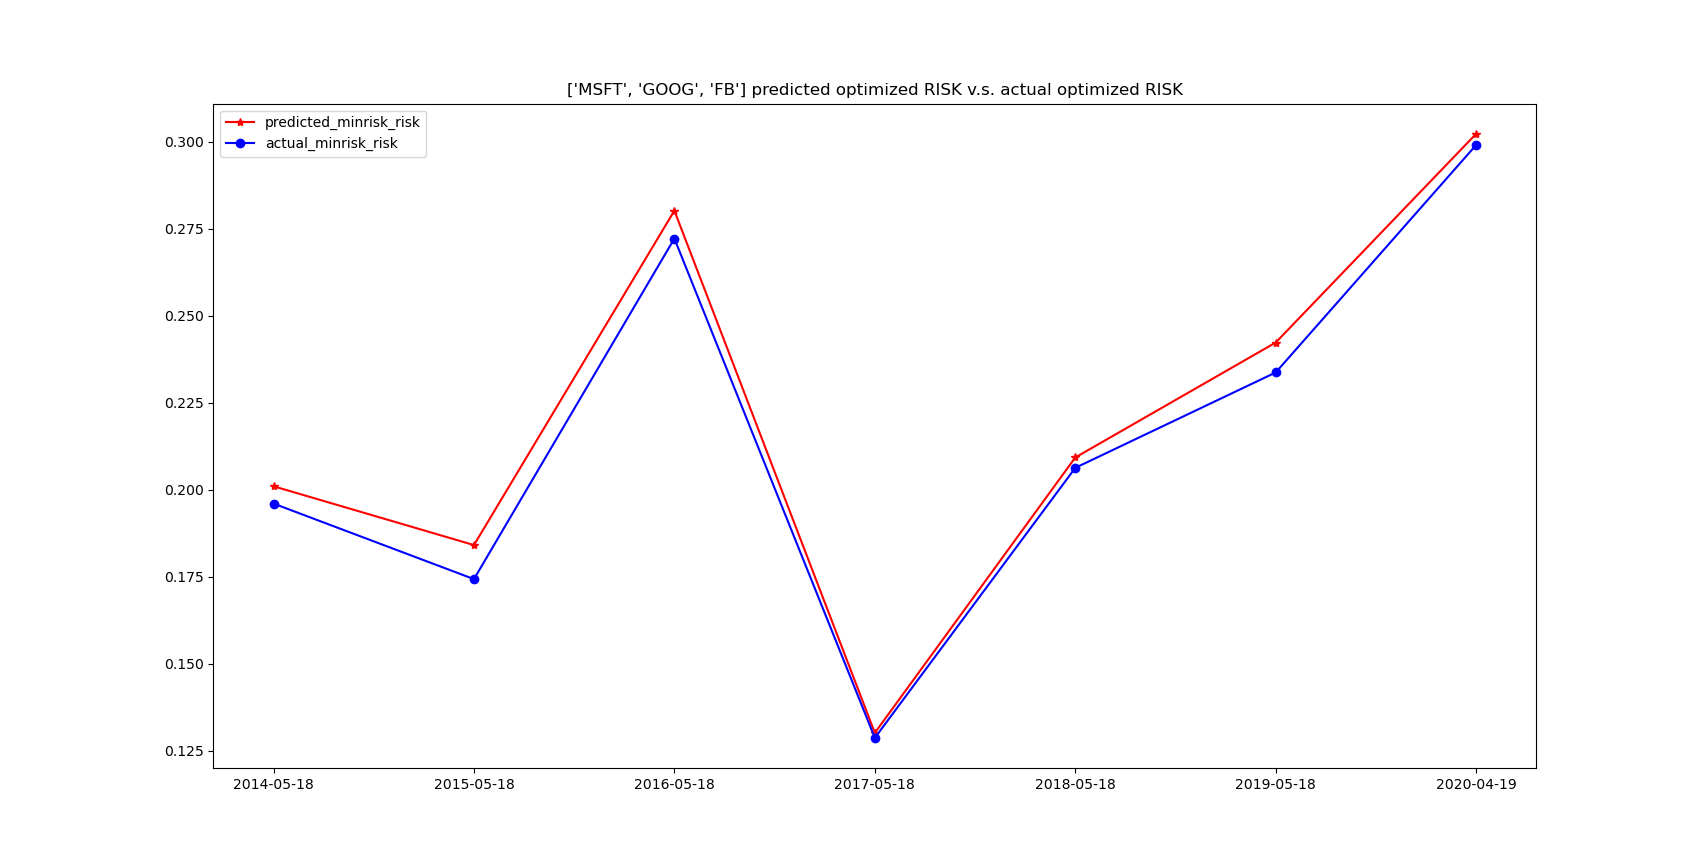 ['MSFT', 'GOOG', 'FB'] predicted optimized RISK v.s. actual optimized RISK
predicted_minrisk_risk
actual_minrisk_risk
0.300
0.275
0.250
0.225
0.200
0.175
0.150
0.125
2014-05-18 2015-05-18 2016-05-18 2017-05-18 2018-05-18 2019-05-18 2020-04-19